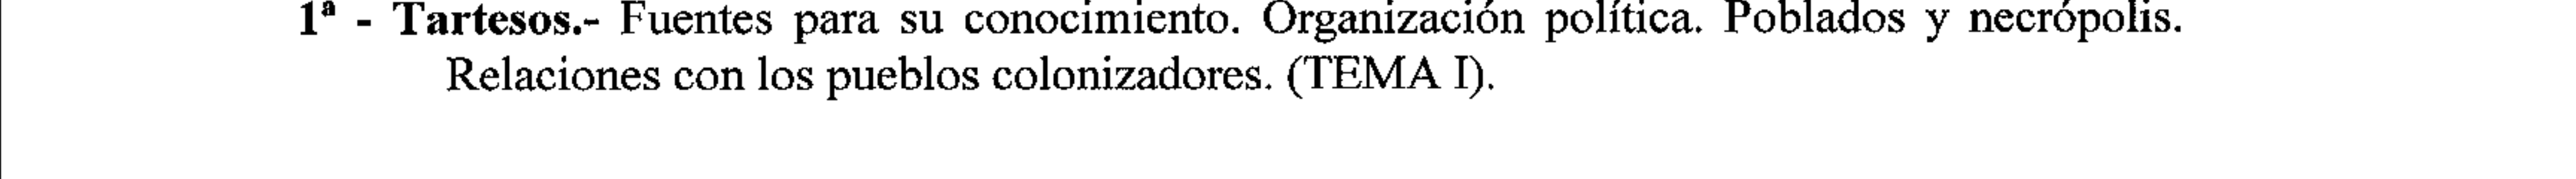 1ª - Tartesos.- Fuentes para su conocimiento. Organización política. Poblados y necrópolis.
Relaciones con los pueblos colonizadores. (TEMA I).